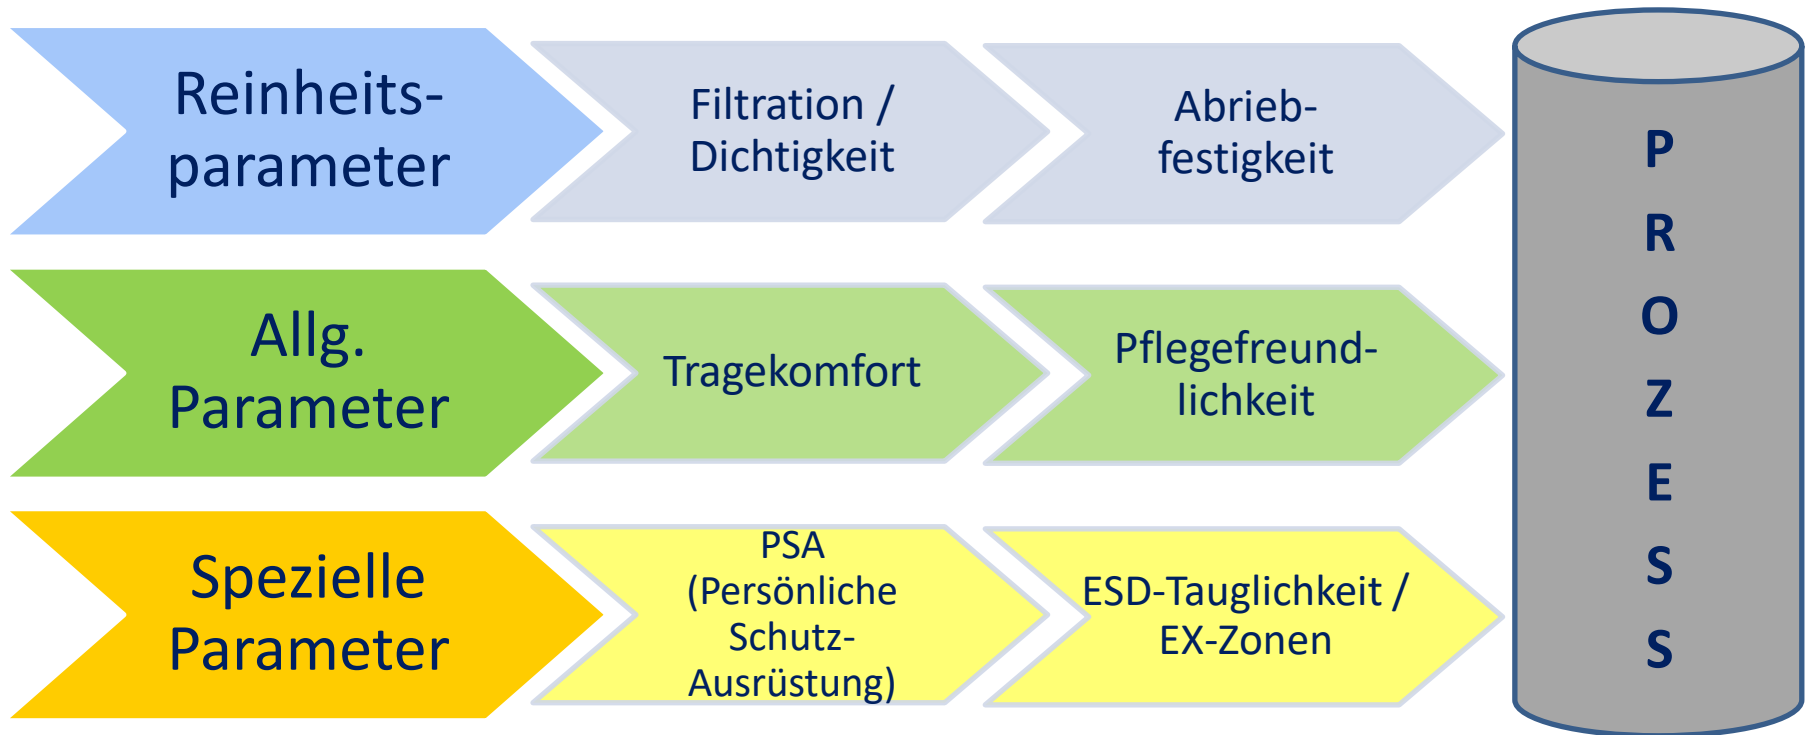 Reinheits-
parameter
Filtration /
Dichtigkeit
Abrieb-
festigkeit
Allg.
Parameter
Tragekomfort
Pflegefreund-
lichkeit
Spezielle
Parameter
PSA
(Persönliche
Schutz-
Ausrüstung)
ESD-Tauglichkeit /
EX-Zonen
P
R
O
Z
E
S
S